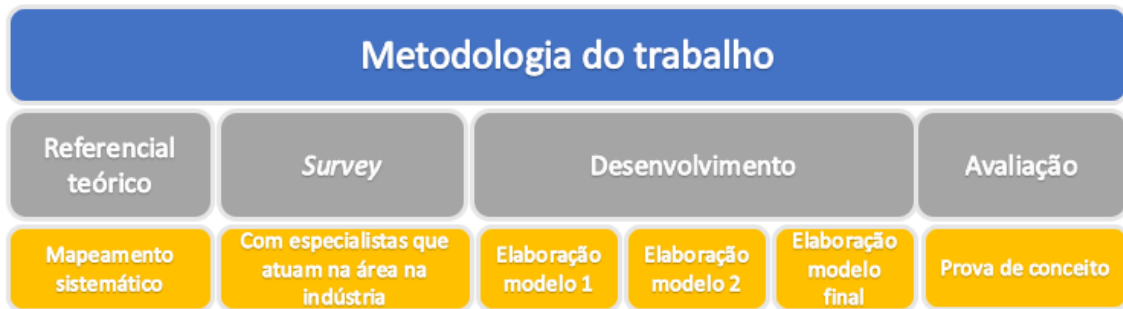 Metodologia do trabalho
Referencial
teórico
Survey
Desenvolvimento
Avaliação
Mapeamento
sistemático
Com especialistas que
atuam na área na
indústria
Elaboração
modelo 1
Elaboração
modelo 2
Elaboração
modelo
final
Prova de conceito